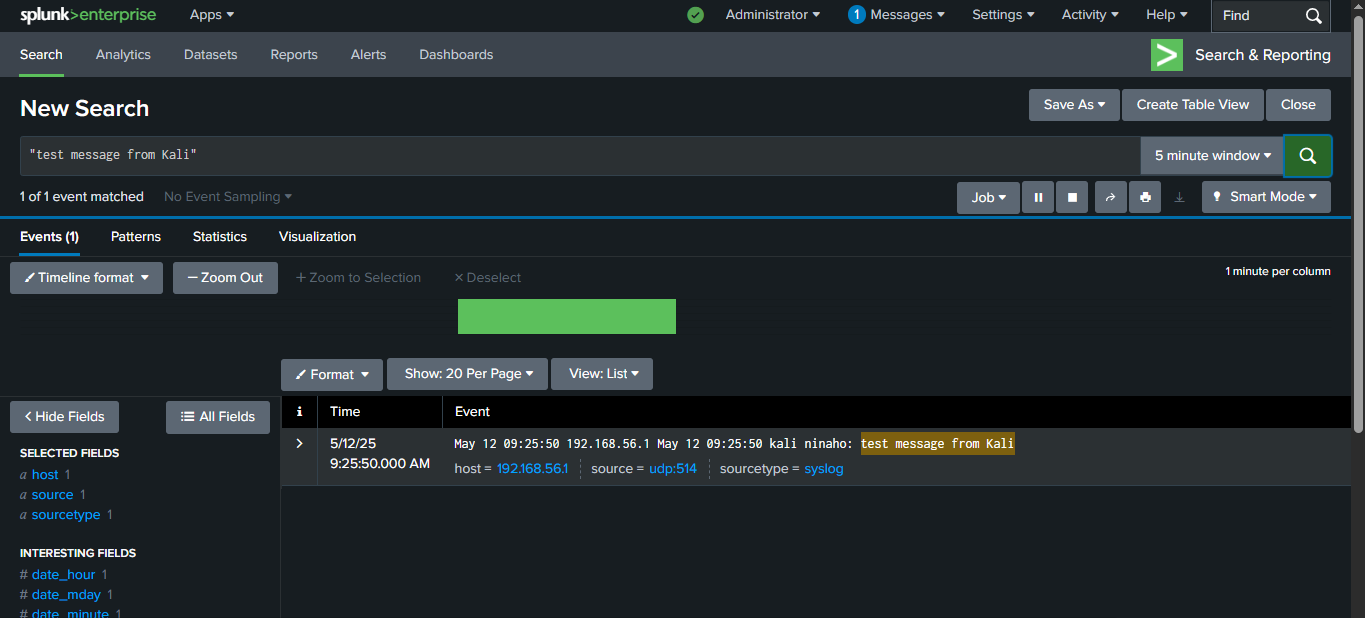 splunk>enterprise Apps Administrator 1 Messages Settings Activity Help Find
Search Analytics Datasets Reports Alerts Dashboards Search & Reporting
New Search
Save As Create Table View Close
"test message from Kali"
5 minute window
1 of 1 event matched No Event Sampling
Job Smart Mode
Events (1) Patterns Statistics Visualization
Timeline format — Zoom Out + Zoom to Selection × Deselect
1 minute per column
Format Show: 20 Per Page View: List
< Hide Fields All Fields
i Time Event
SELECTED FIELDS
a host 1
a source 1
a sourcetype 1
INTERESTING FIELDS
# date_hour 1
# date_mday 1
# date_minute 1
> 5/12/25
9:25:50.000 AM
May 12 09:25:50 192.168.56.1 May 12 09:25:50 kali ninaho: test message from Kali
host = 192.168.56.1 source = udp:514 sourcetype = syslog